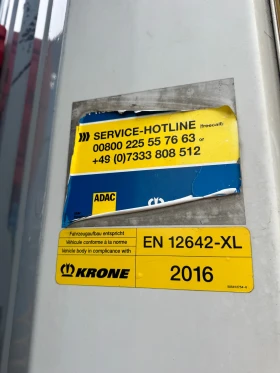 ))) SERVICE-HOTLINE (freecall)
00800 225 55 76 63 or
+49 (0)7333 808 512
ADAC
Fahrzeugaufbau entspricht
Véhicule conforme à la norme
Vehicle body in compliance with
EN 12642-XL
KRONE
2016